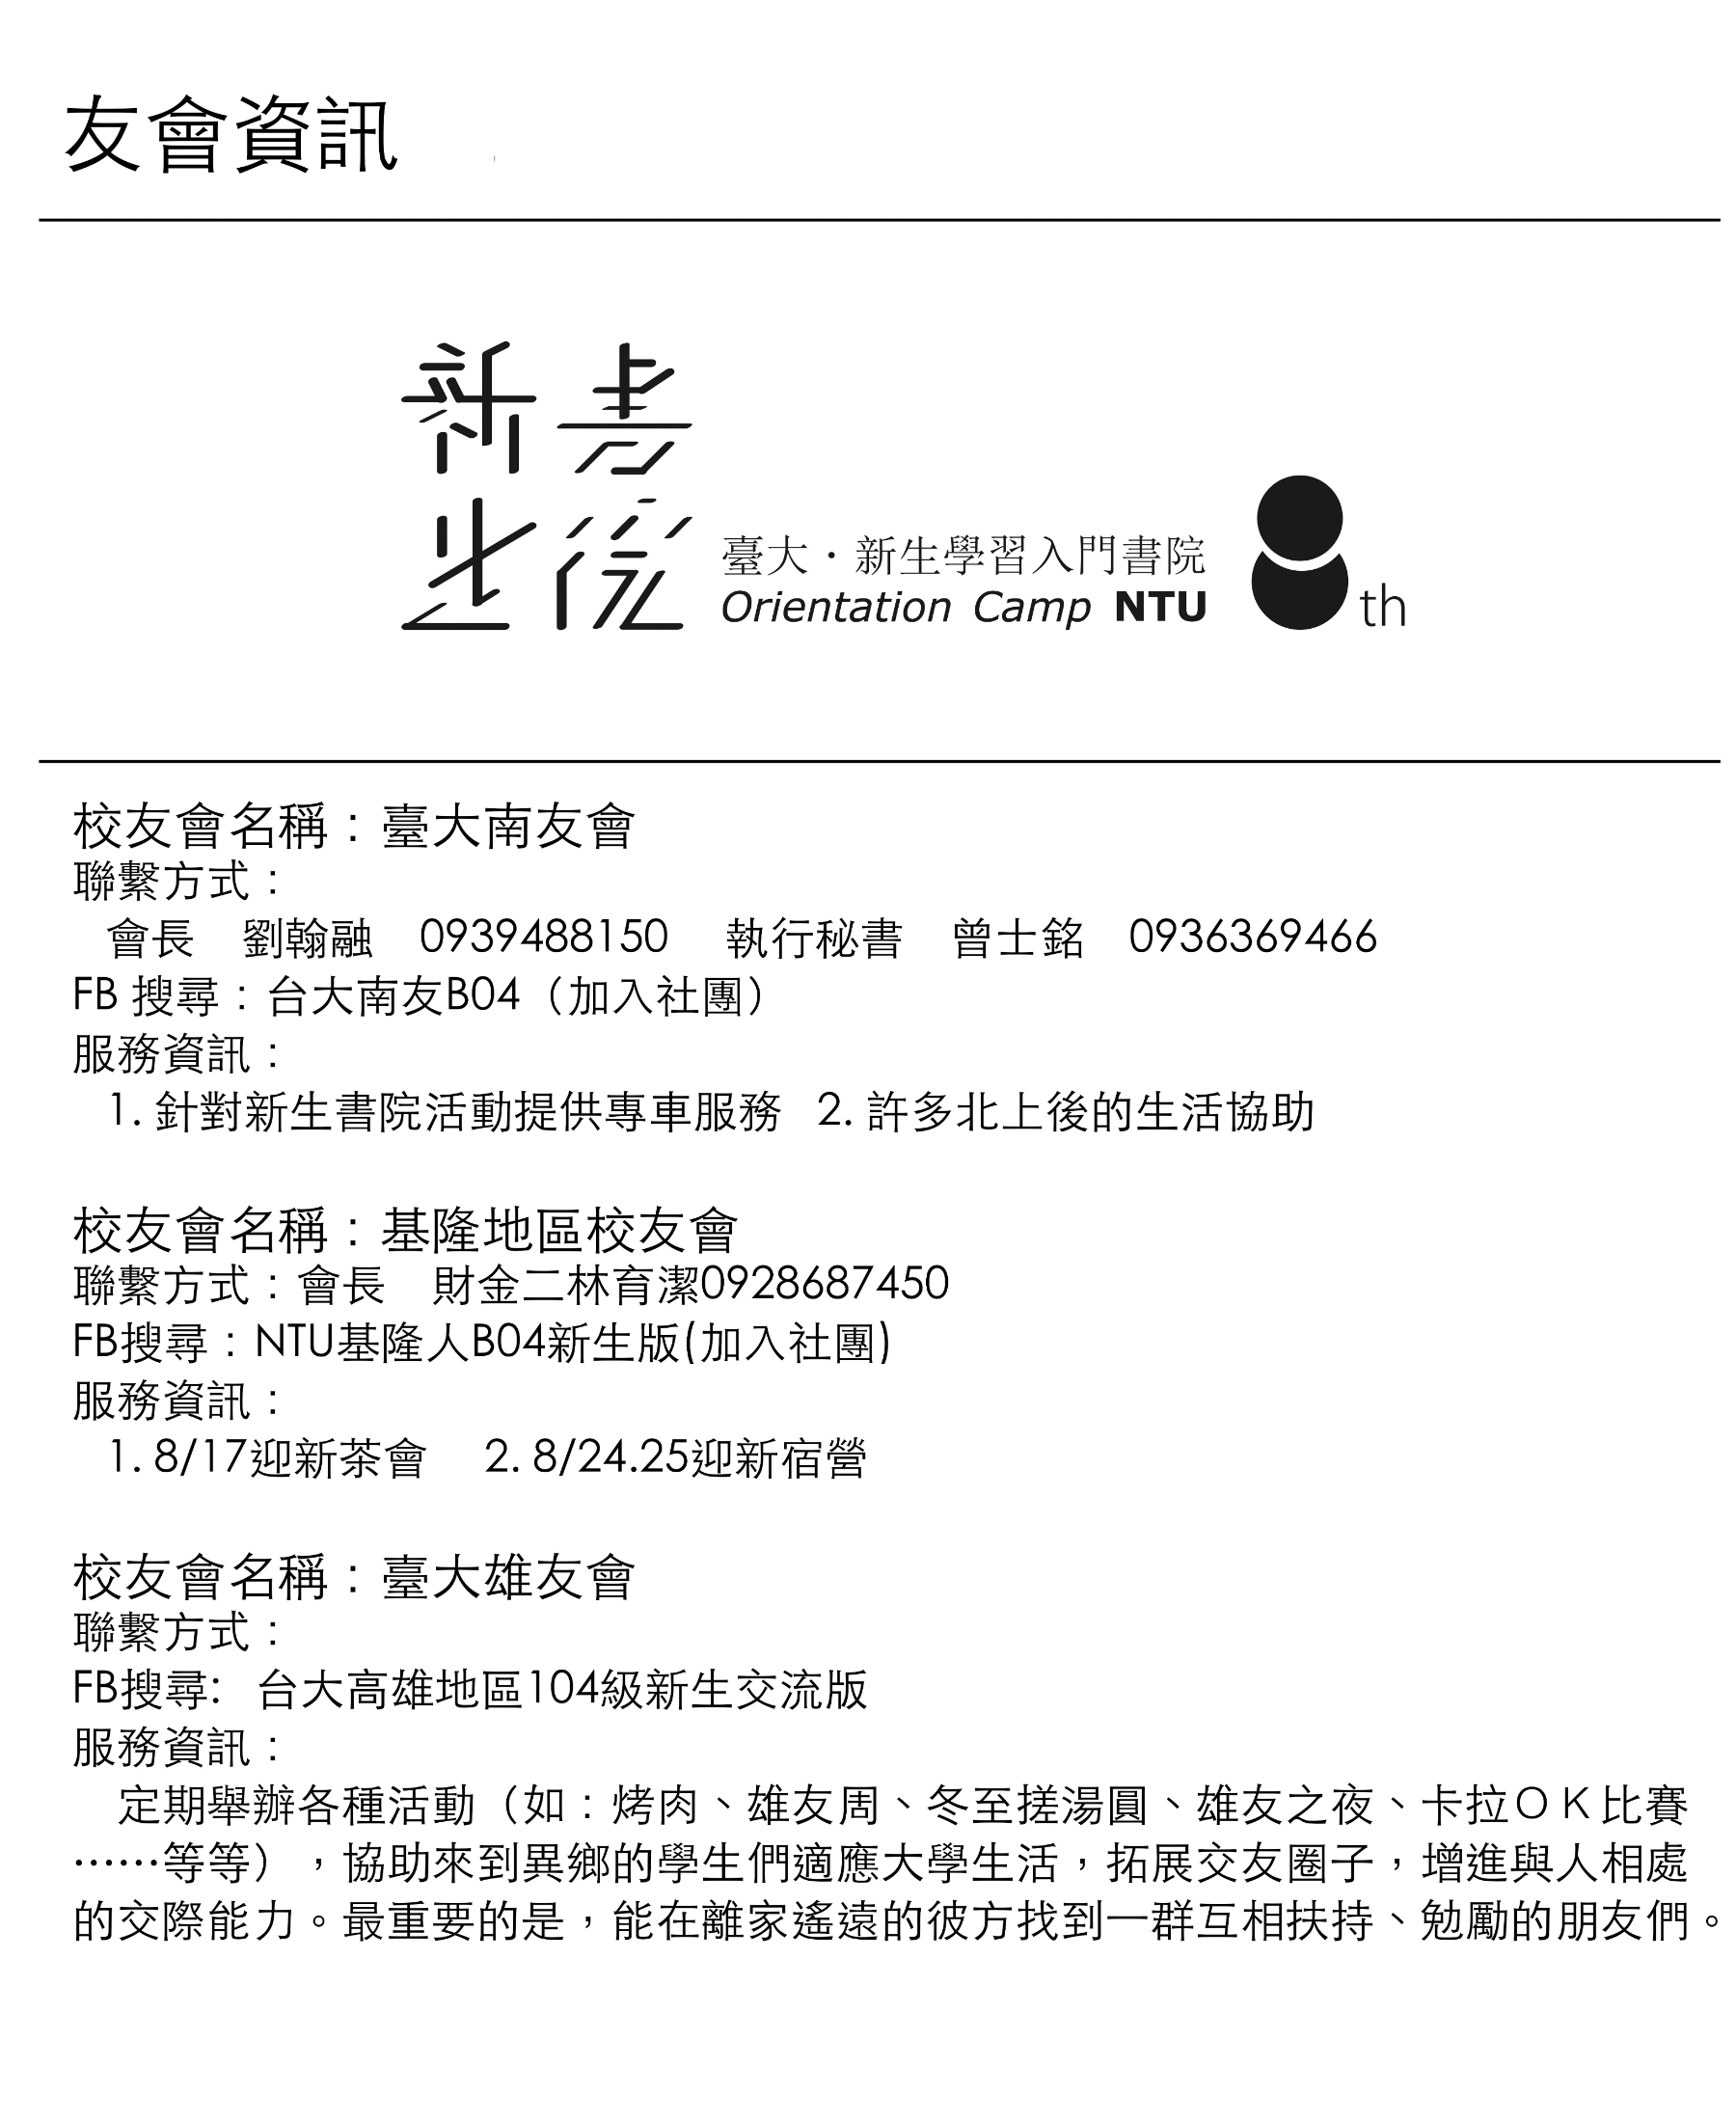 友會資訊
新書
生院
臺大．新生學習入門書院
Orientation Camp NTU
8th
校友會名稱：臺大南友會
聯繫方式：
會長　劉翰融　0939488150　執行秘書　曾士銘　0936369466
FB 搜尋：台大南友B04（加入社團）
服務資訊：
1. 針對新生書院活動提供專車服務　2. 許多北上後的生活協助
校友會名稱：基隆地區校友會
聯繫方式：會長　財金二林育潔0928687450
FB搜尋：NTU基隆人B04新生版(加入社團)
服務資訊：
1. 8/17迎新茶會　2. 8/24.25迎新宿營
校友會名稱：臺大雄友會
聯繫方式：
FB搜尋:　台大高雄地區104級新生交流版
服務資訊：
定期舉辦各種活動（如：烤肉、雄友周、冬至搓湯圓、雄友之夜、卡拉ＯＫ比賽
……等等），協助來到異鄉的學生們適應大學生活，拓展交友圈子，增進與人相處
的交際能力。最重要的是，能在離家遙遠的彼方找到一群互相扶持、勉勵的朋友們。